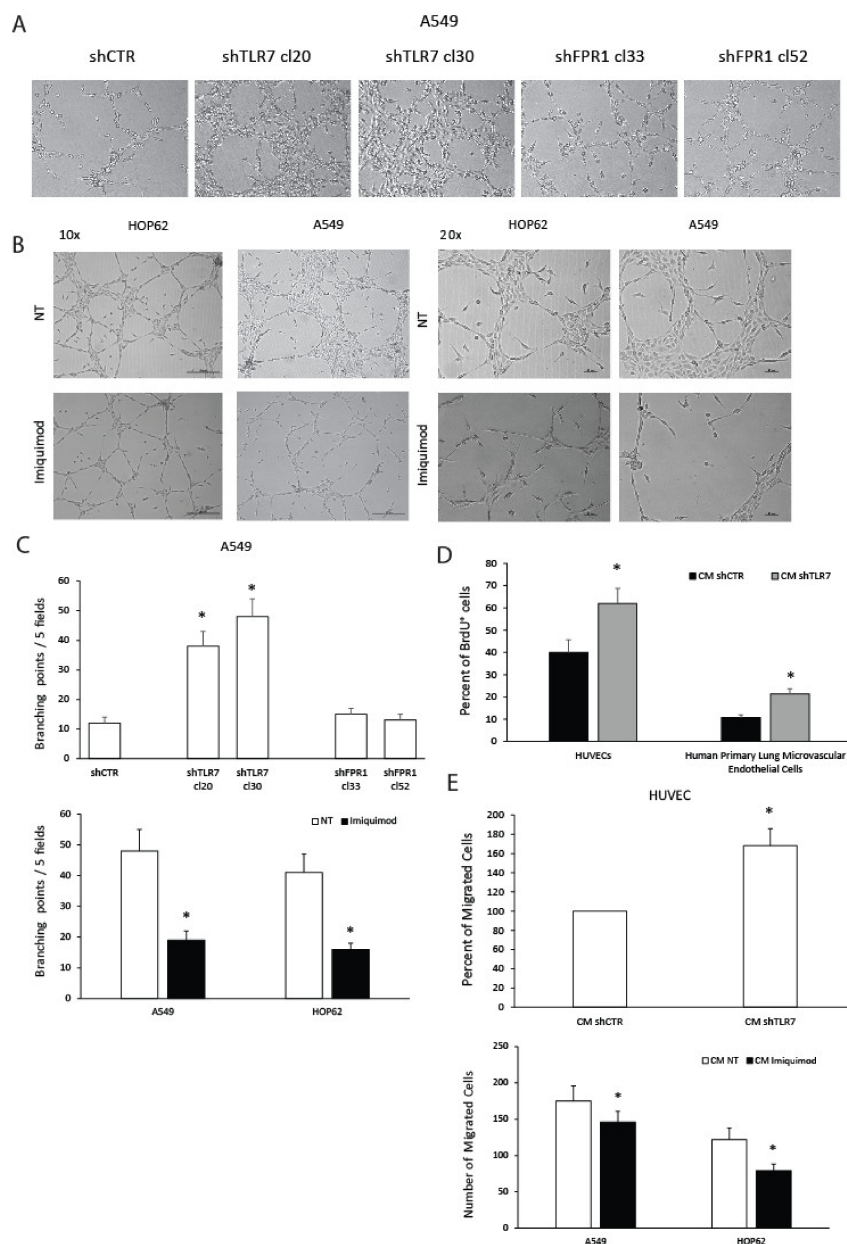 A
A549
shCTR
shTLR7 cl20
shTLR7 cl30
shFPR1 cl33
shFPR1 cl52
B
10x
HOP62
A549
20x
HOP62
A549
NT
NT
Imiquimod
Imiquimod
C
A549
Branching points / 5 fields
60
50
40
30
20
10
0
*
*
shCTR
shTLR7
cl20
shTLR7
cl30
shFPR1
cl33
shFPR1
cl52
NT
Imiquimod
Branching points / 5 fields
60
50
40
30
20
10
0
*
*
A549
HOP62
D
CM shCTR
CM shTLR7
Percent of BrdU⁺ cells
80
70
60
50
40
30
20
10
0
*
*
HUVECs
Human Primary Lung Microvascular
Endothelial Cells
E
HUVEC
Percent of Migrated Cells
200
180
160
140
120
100
80
60
40
20
0
*
CM shCTR
CM shTLR7
CM NT
CM Imiquimod
Number of Migrated Cells
250
200
150
100
50
0
*
*
A549
HOP62